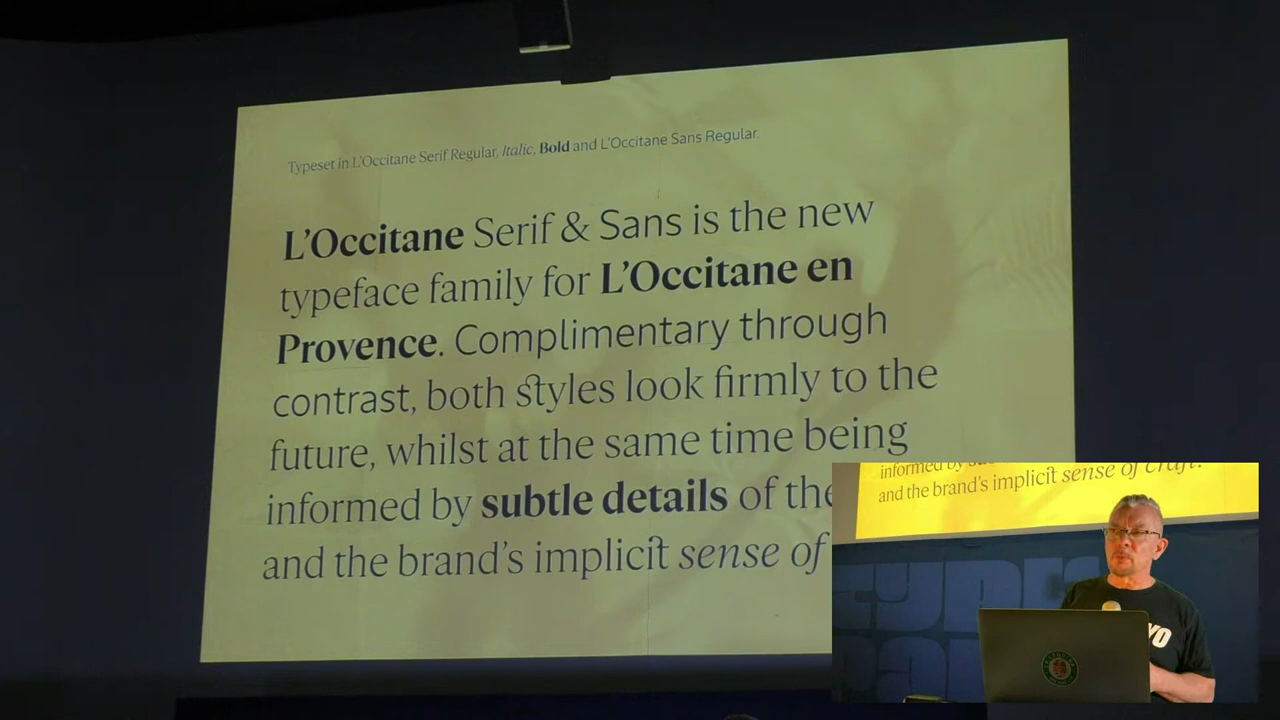 Typeset in L'Occitane Serif Regular, Italic, Bold and L'Occitane Sans Regular.
L'Occitane Serif & Sans is the new
typeface family for L'Occitane en
Provence. Complimentary through
contrast, both styles look firmly to the
future, whilst at the same time being
informed by subtle details of the
and the brand's implicit sense of
informed by
and the brand's implicit sense of craft.